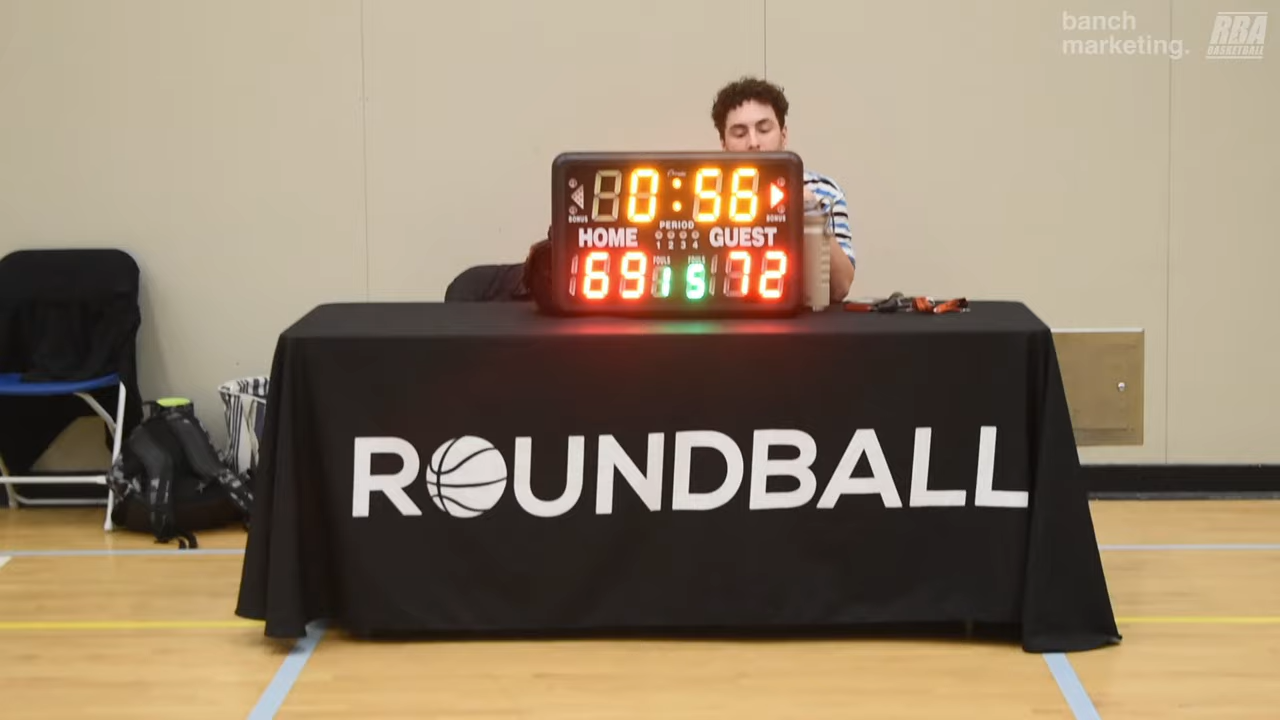 banch
marketing.
RBA
BASKETBALL
0:56
BONUS
BONUS
PERIOD
HOME
1 2 3 4
GUEST
FOULS
FOULS
69
1
5
72
ROUNDBALL